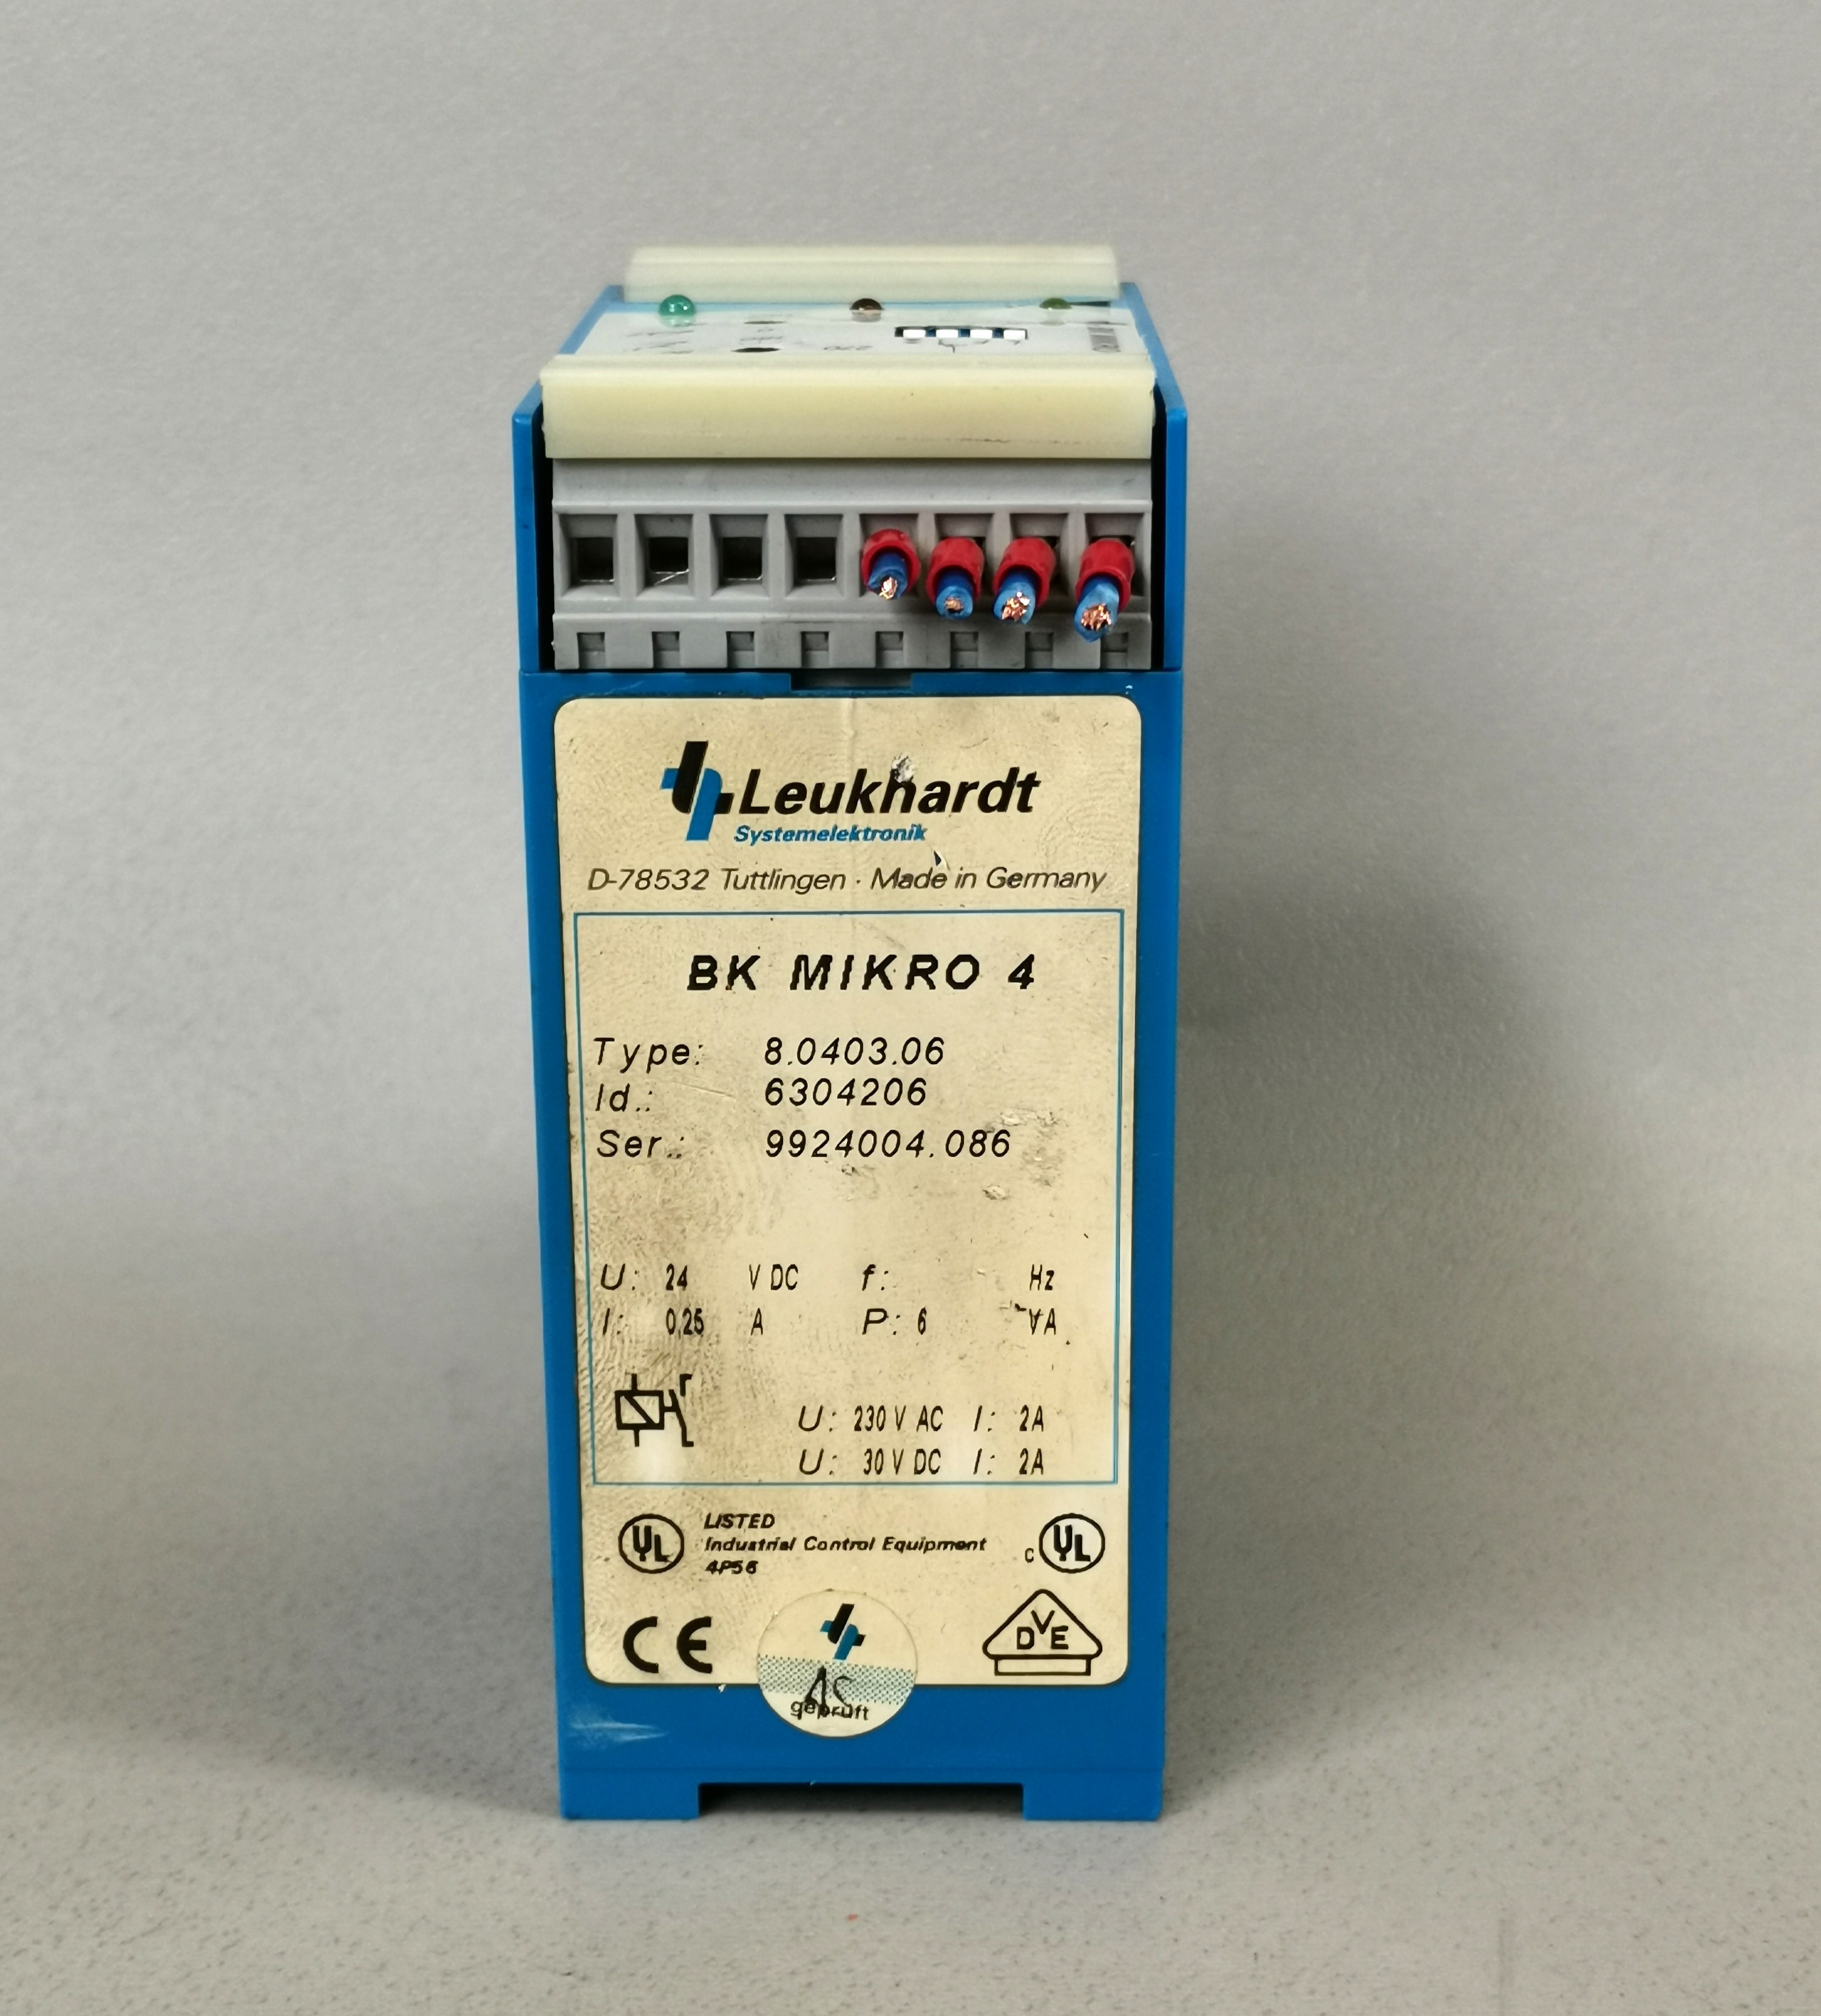 Leukhardt
Systemelektronik
D-78532 Tuttlingen · Made in Germany
BK MIKRO 4
Type: 8.0403.06
Id.: 6304206
Ser.: 9924004.086
U: 24 V DC f: Hz
I: 0,25 A P: 6 VA
U: 230 V AC I: 2A
U: 30 V DC I: 2A
UL LISTED
Industrial Control Equipment
4P56
c UL
CE
DVE
geprüft